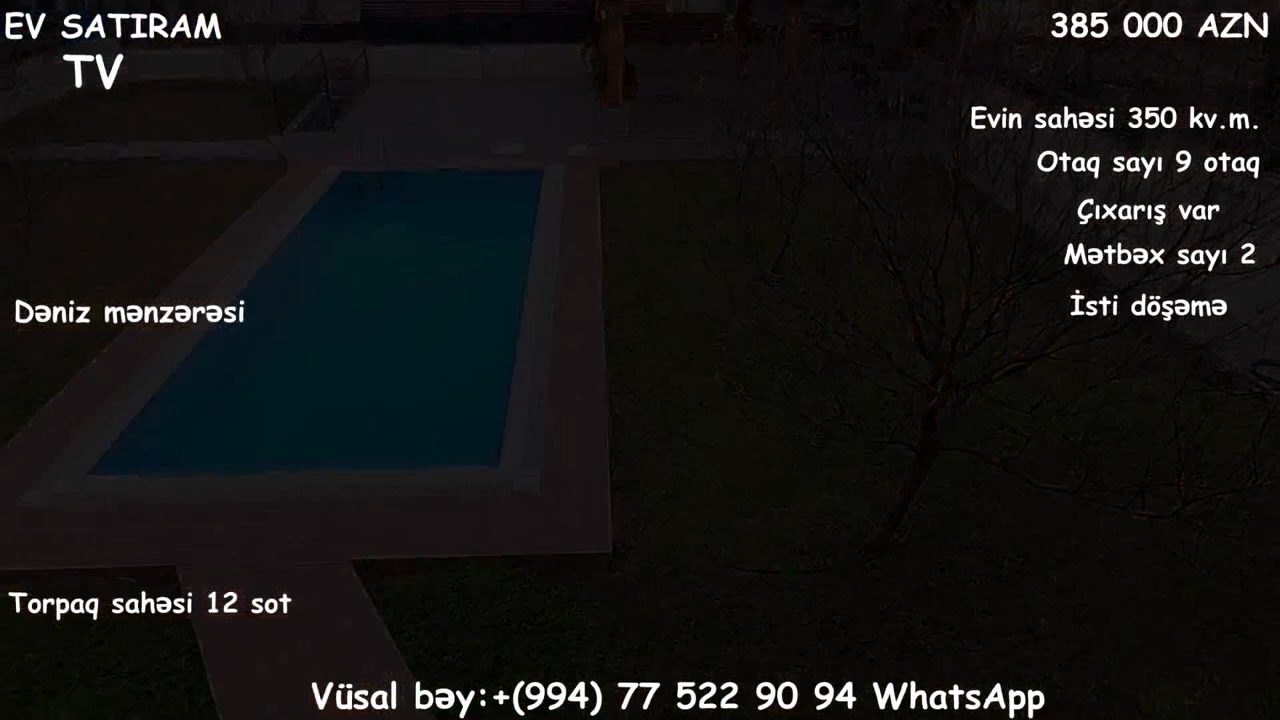 EV SATIRAM
TV
385 000 AZN
Evin sahəsi 350 kv.m.
Otaq sayı 9 otaq
Çıxarış var
Mətbəx sayı 2
İsti döşəmə
Dəniz mənzərəsi
Torpaq sahəsi 12 sot
Vüsal bəy:+(994) 77 522 90 94 WhatsApp